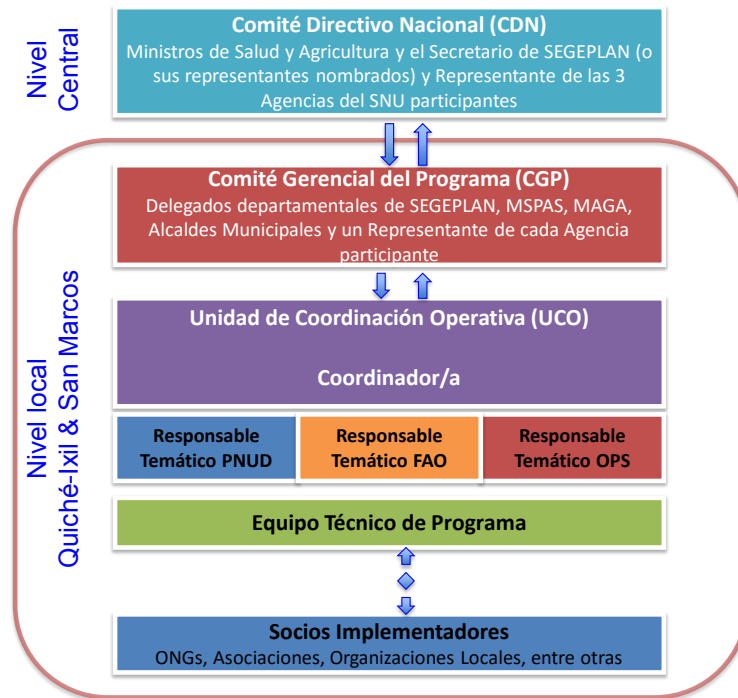 Nivel
Central
Comité Directivo Nacional (CDN)
Ministros de Salud y Agricultura y el Secretario de SEGEPLAN (o
sus representantes nombrados) y Representante de las 3
Agencias del SNU participantes
Nivel local
Quiché-Ixil & San Marcos
Comité Gerencial del Programa (CGP)
Delegados departamentales de SEGEPLAN, MSPAS, MAGA,
Alcaldes Municipales y un Representante de cada Agencia
participante
Unidad de Coordinación Operativa (UCO)
Coordinador/a
Responsable
Temático PNUD
Responsable
Temático FAO
Responsable
Temático OPS
Equipo Técnico de Programa
Socios Implementadores
ONGs, Asociaciones, Organizaciones Locales, entre otras